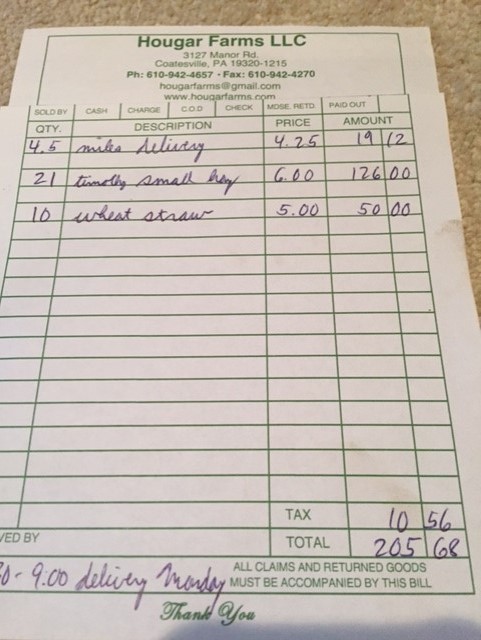 Hougar Farms LLC
3127 Manor Rd.
Coatesville, PA 19320-1215
Ph: 610-942-4657 • Fax: 610-942-4270
hougarfarms@gmail.com
www.hougarfarms.com
SOLD BY CASH CHARGE C.O.D CHECK MDSE. RETD. PAID OUT
QTY. DESCRIPTION PRICE AMOUNT
4.5 miles delivery 4.25 19 12
21 timothy small hay 6.00 126 00
10 wheat straw 5.00 50 00
TAX 10 56
VED BY TOTAL 205 68
0 - 9:00 delivery Monday
ALL CLAIMS AND RETURNED GOODS
MUST BE ACCOMPANIED BY THIS BILL
Thank You